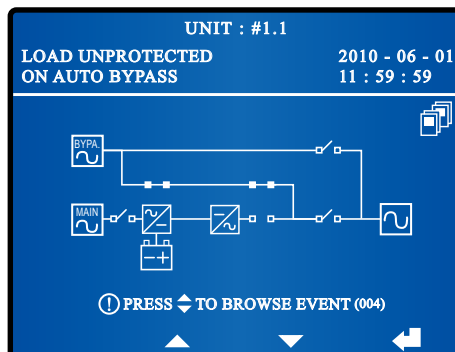 UNIT : #1.1
LOAD UNPROTECTED 2010 - 06 - 01
ON AUTO BYPASS 11 : 59 : 59
BYPA.
MAIN
PRESS TO BROWSE EVENT (004)